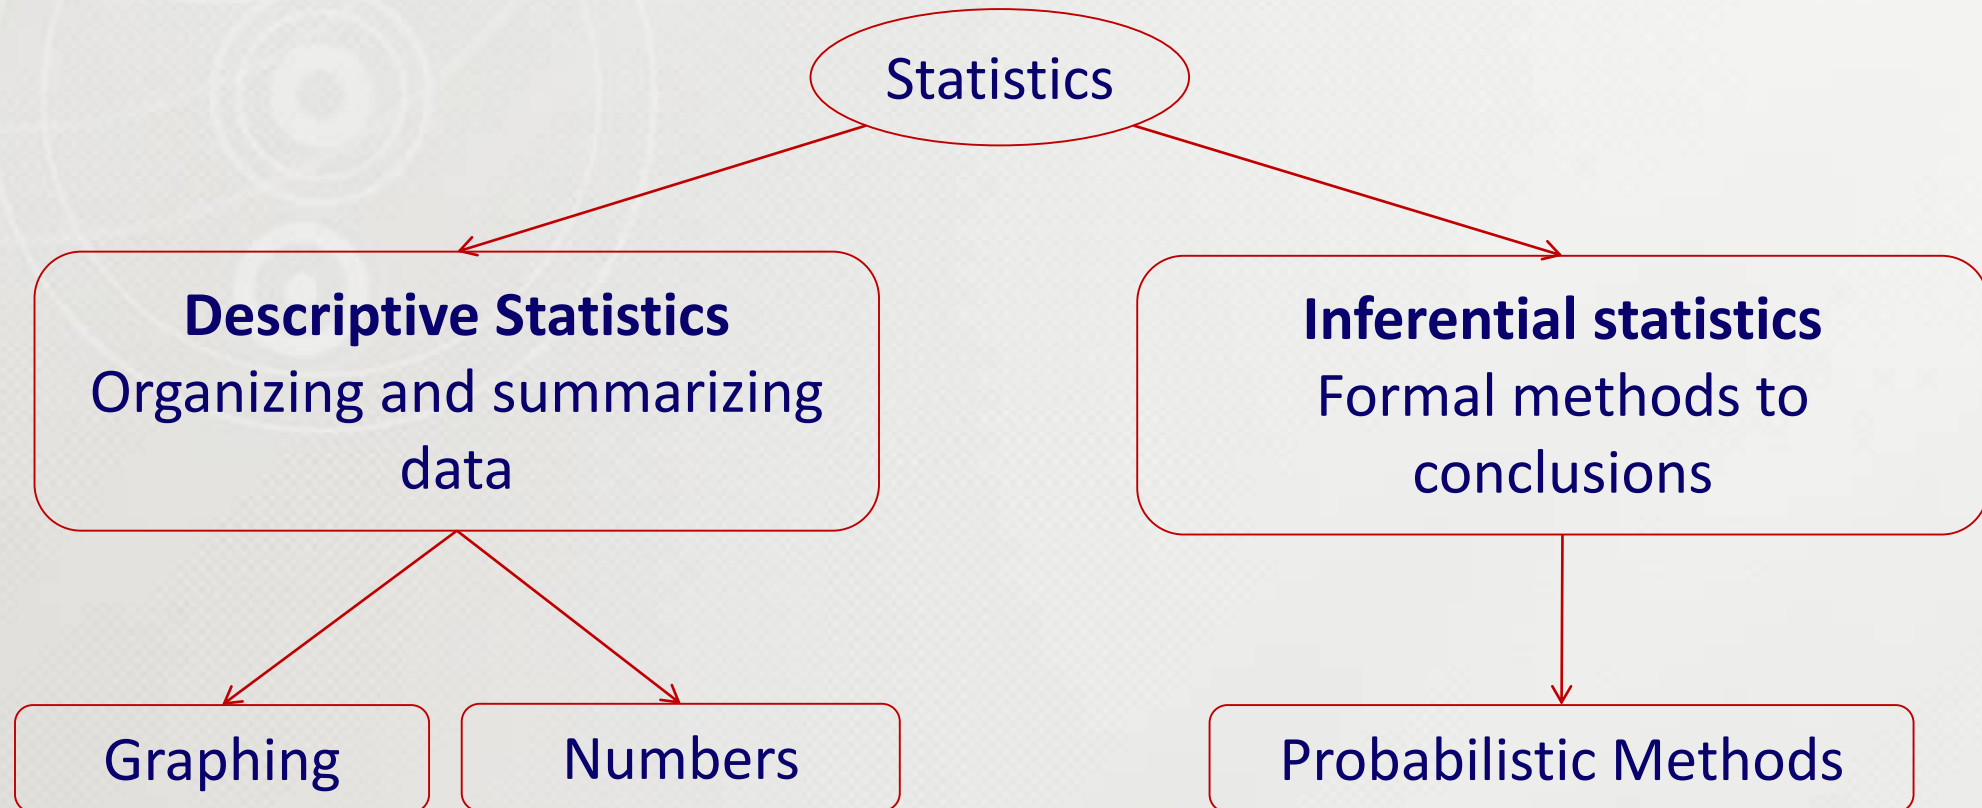 Statistics
Descriptive Statistics
Organizing and summarizing
data
Inferential statistics
Formal methods to
conclusions
Graphing
Numbers
Probabilistic Methods